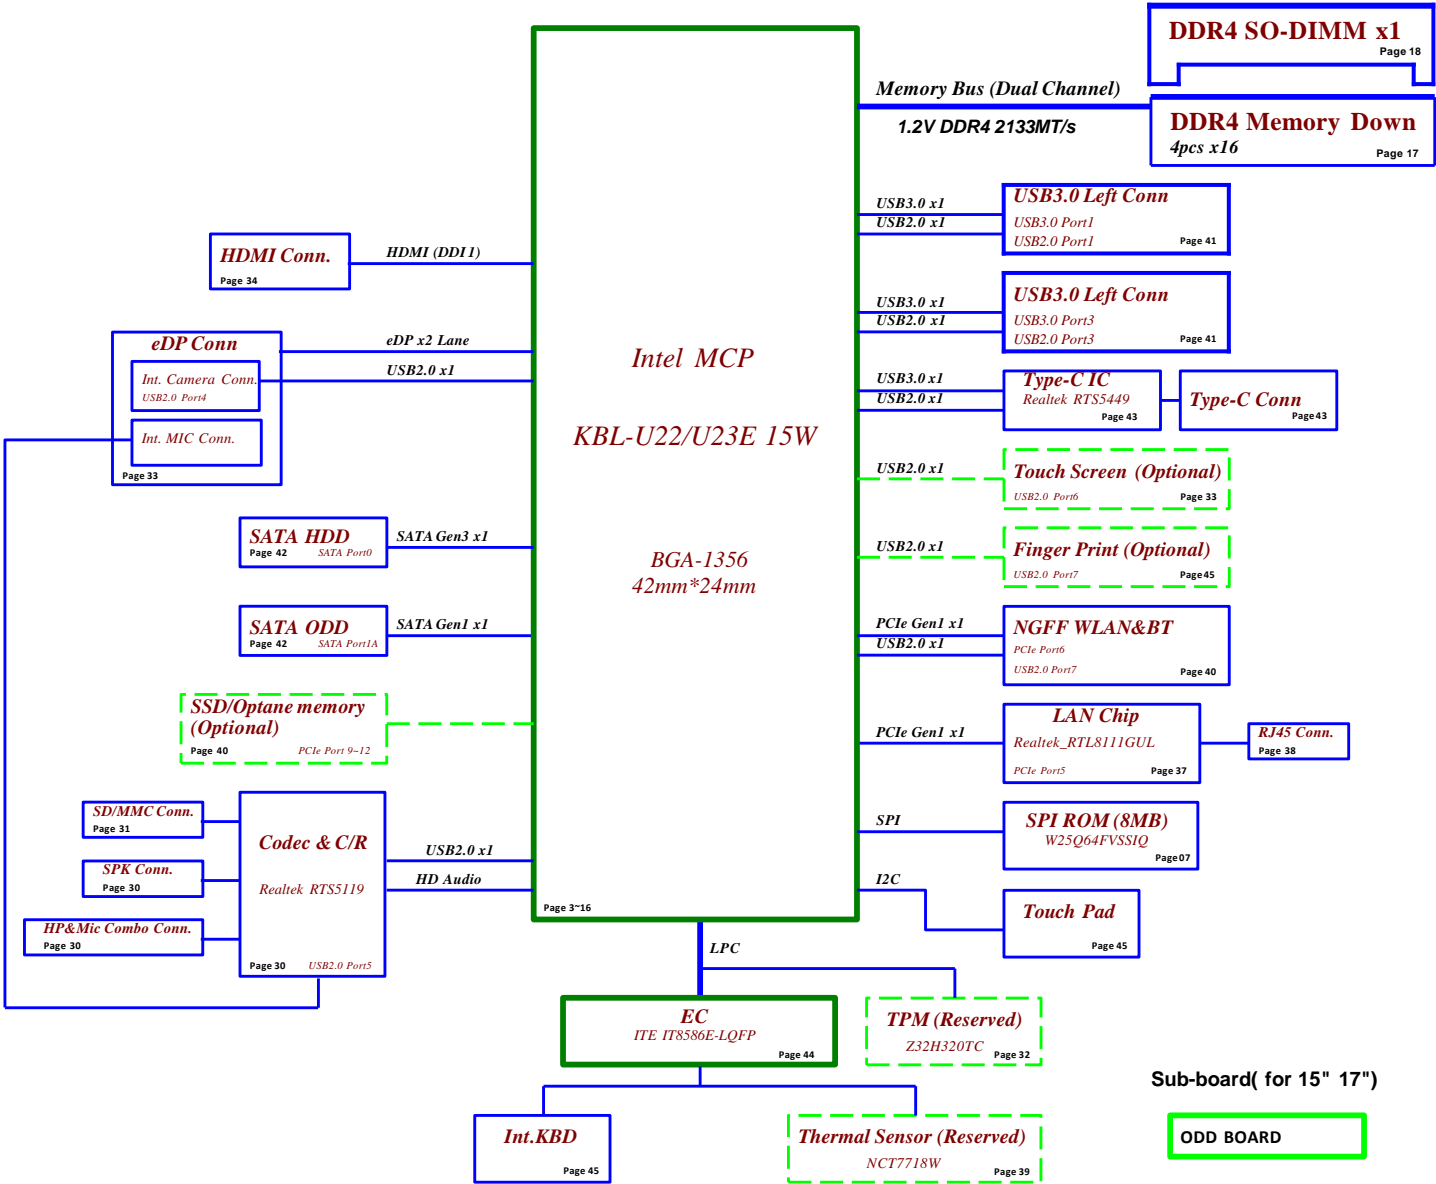 DDR4 SO-DIMM x1
Page 18
Memory Bus (Dual Channel)
1.2V DDR4 2133MT/s
DDR4 Memory Down
4pcs x16
Page 17
USB3.0 x1
USB2.0 x1
USB3.0 Left Conn
USB3.0 Port1
USB2.0 Port1
Page 41
HDMI Conn.
Page 34
HDMI (DDI 1)
USB3.0 x1
USB2.0 x1
USB3.0 Left Conn
USB3.0 Port3
USB2.0 Port3
Page 41
eDP Conn
Int. Camera Conn.
USB2.0 Port4
Int. MIC Conn.
Page 33
eDP x2 Lane
USB2.0 x1
Intel MCP
KBL-U22/U23E 15W
BGA-1356
42mm*24mm
Page 3~16
USB3.0 x1
USB2.0 x1
Type-C IC
Realtek RTS5449
Page 43
Type-C Conn
Page 43
USB2.0 x1
Touch Screen (Optional)
USB2.0 Port6
Page 33
SATA HDD
Page 42
SATA Port0
SATA Gen3 x1
USB2.0 x1
Finger Print (Optional)
USB2.0 Port7
Page 45
SATA ODD
Page 42
SATA Port1A
SATA Gen1 x1
PCIe Gen1 x1
USB2.0 x1
NGFF WLAN&BT
PCIe Port6
USB2.0 Port7
Page 40
SSD/Optane memory
(Optional)
Page 40
PCIe Port 9~12
PCIe Gen1 x1
LAN Chip
Realtek_RTL8111GUL
PCIe Port5
Page 37
RJ45 Conn.
Page 38
SD/MMC Conn.
Page 31
SPK Conn.
Page 30
HP&Mic Combo Conn.
Page 30
Codec & C/R
Realtek RTS5119
Page 30
USB2.0 Port5
USB2.0 x1
HD Audio
SPI
SPI ROM (8MB)
W25Q64FVSSIQ
Page 07
I2C
Touch Pad
Page 45
LPC
EC
ITE IT8586E-LQFP
Page 44
TPM (Reserved)
Z32H320TC
Page 32
Int.KBD
Page 45
Thermal Sensor (Reserved)
NCT7718W
Page 39
Sub-board( for 15" 17")
ODD BOARD